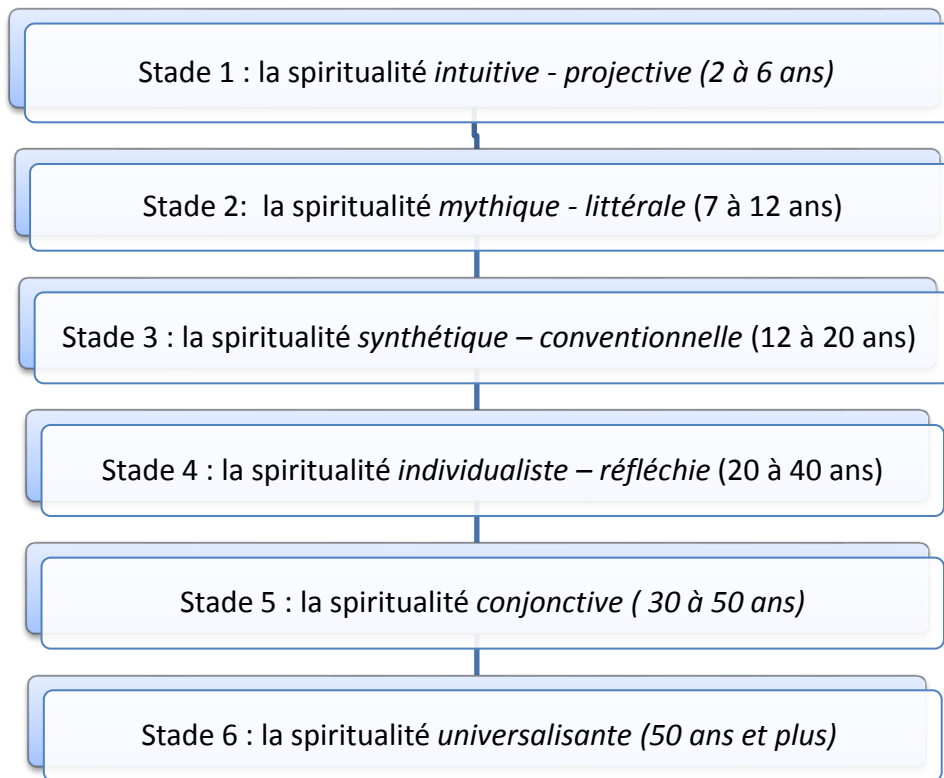 Stade 1 : la spiritualité intuitive - projective (2 à 6 ans)
Stade 2:  la spiritualité mythique - littérale (7 à 12 ans)
Stade 3 : la spiritualité synthétique – conventionnelle (12 à 20 ans)
Stade 4 : la spiritualité individualiste – réfléchie (20 à 40 ans)
Stade 5 : la spiritualité conjonctive ( 30 à 50 ans)
Stade 6 : la spiritualité universalisante (50 ans et plus)